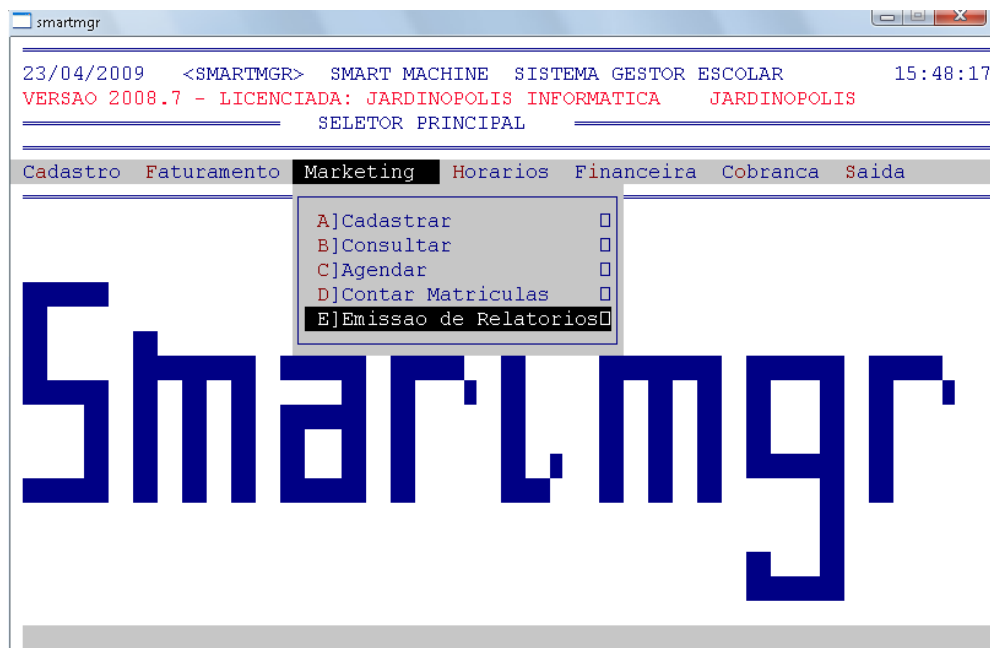 smartmgr
23/04/2009 <SMARTMGR> SMART MACHINE SISTEMA GESTOR ESCOLAR 15:48:17
VERSAO 2008.7 - LICENCIADA: JARDINOPOLIS INFORMATICA JARDINOPOLIS
SELETOR PRINCIPAL
Cadastro Faturamento Marketing Horarios Financeira Cobranca Saida
A]Cadastrar
B]Consultar
C]Agendar
D]Contar Matriculas
E]Emissao de Relatorios
Smartmgr